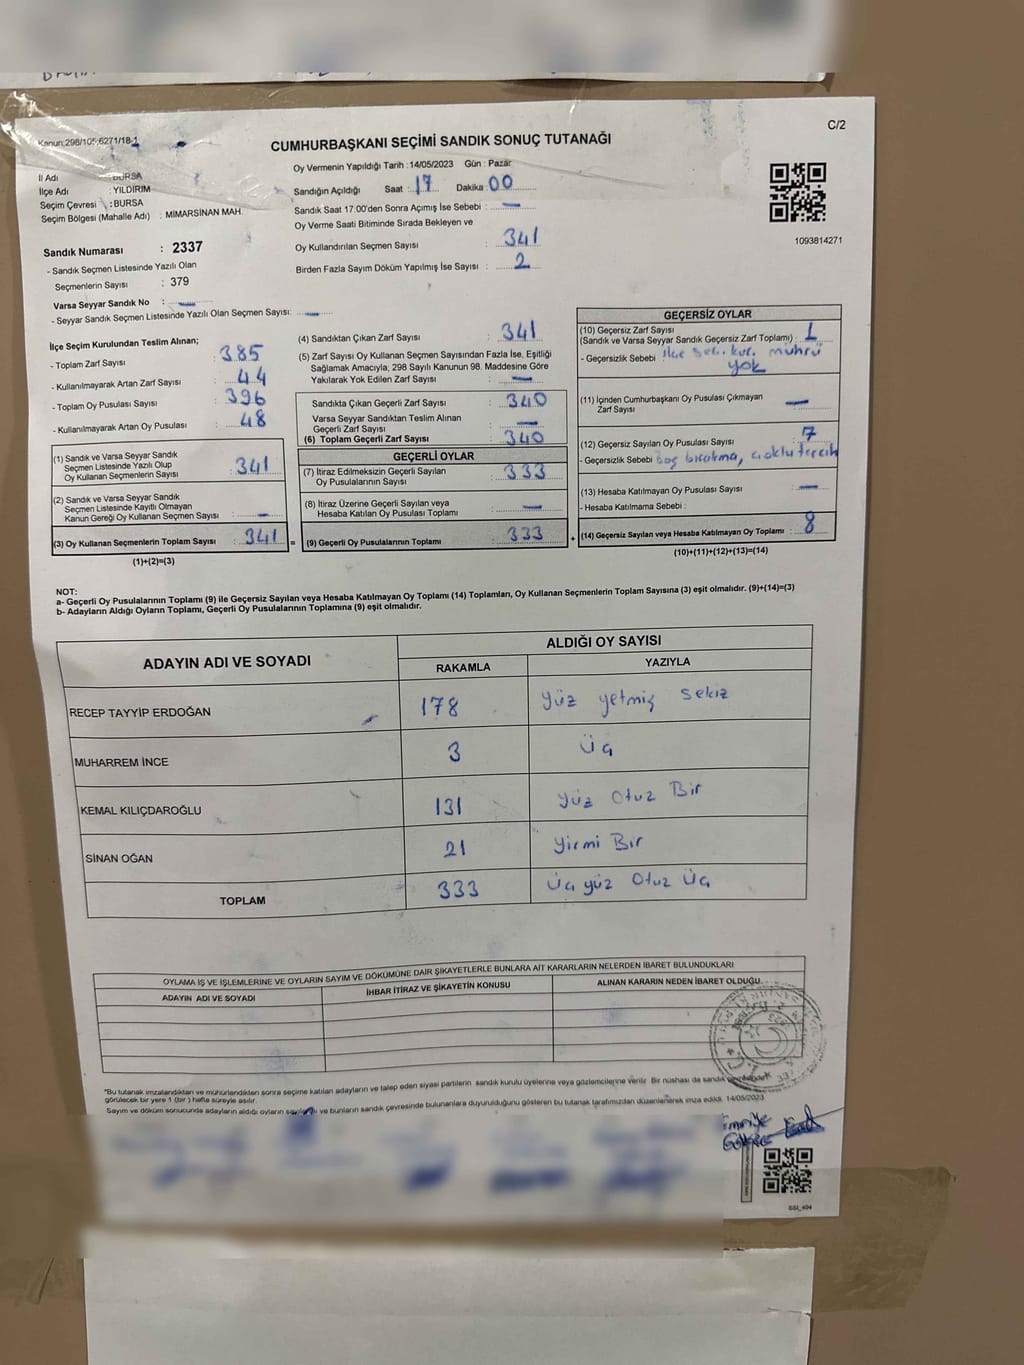 Kanun:298/105;6271/18-1
C/2
CUMHURBAŞKANI SEÇİMİ SANDIK SONUÇ TUTANAĞI
İl Adı : BURSA
İlçe Adı : YILDIRIM
Seçim Çevresi : BURSA
Seçim Bölgesi (Mahalle Adı) : MİMARSİNAN MAH.
Oy Vermenin Yapıldığı Tarih : 14/05/2023 Gün : Pazar
Sandığın Açıldığı Saat : 17 Dakika : 00
Sandık Saat 17:00'den Sonra Açımış İse Sebebi : —
Oy Verme Saati Bitiminde Sırada Bekleyen ve
Oy Kullandırılan Seçmen Sayısı : 341
Birden Fazla Sayım Döküm Yapılmış İse Sayısı : 2
1093814271
Sandık Numarası : 2337
- Sandık Seçmen Listesinde Yazılı Olan
Seçmenlerin Sayısı : 379
Varsa Seyyar Sandık No : —
- Seyyar Sandık Seçmen Listesinde Yazılı Olan Seçmen Sayısı: —
İlçe Seçim Kurulundan Teslim Alınan;
- Toplam Zarf Sayısı : 385
- Kullanılmayarak Artan Zarf Sayısı : 44
- Toplam Oy Pusulası Sayısı : 396
- Kullanılmayarak Artan Oy Pusulası : 48
(1) Sandık ve Varsa Seyyar Sandık
Seçmen Listesinde Yazılı Olup
Oy Kullanan Seçmenlerin Sayısı : 341
(2) Sandık ve Varsa Seyyar Sandık
Seçmen Listesinde Kayıtlı Olmayan
Kanun Gereği Oy Kullanan Seçmen Sayısı : —
(3) Oy Kullanan Seçmenlerin Toplam Sayısı : 341
(1)+(2)=(3)
(4) Sandıktan Çıkan Zarf Sayısı : 341
(5) Zarf Sayısı Oy Kullanan Seçmen Sayısından Fazla İse, Eşitliği
Sağlamak Amacıyla, 298 Sayılı Kanunun 98. Maddesine Göre
Yakılarak Yok Edilen Zarf Sayısı : —
Sandıkta Çıkan Geçerli Zarf Sayısı : 340
Varsa Seyyar Sandıktan Teslim Alınan
Geçerli Zarf Sayısı : —
(6) Toplam Geçerli Zarf Sayısı : 340
GEÇERLİ OYLAR
(7) İtiraz Edilmeksizin Geçerli Sayılan
Oy Pusulalarının Sayısı : 333
(8) İtiraz Üzerine Geçerli Sayılan veya
Hesaba Katılan Oy Pusulası Toplamı : —
= (9) Geçerli Oy Pusulalarının Toplamı : 333
GEÇERSİZ OYLAR
(10) Geçersiz Zarf Sayısı
(Sandık ve Varsa Seyyar Sandık Geçersiz Zarf Toplamı) : 1
- Geçersizlik Sebebi : ilçe seç. kur. mührü
yok
(11) İçinden Cumhurbaşkanı Oy Pusulası Çıkmayan
Zarf Sayısı : —
(12) Geçersiz Sayılan Oy Pusulası Sayısı : 7
- Geçersizlik Sebebi : boş bırakma, çoklu tercih
(13) Hesaba Katılmayan Oy Pusulası Sayısı : —
- Hesaba Katılmama Sebebi :
+ (14) Geçersiz Sayılan veya Hesaba Katılmayan Oy Toplamı : 8
(10)+(11)+(12)+(13)=(14)
NOT:
a- Geçerli Oy Pusulalarının Toplamı (9) ile Geçersiz Sayılan veya Hesaba Katılmayan Oy Toplamı (14) Toplamları, Oy Kullanan Seçmenlerin Toplam Sayısına (3) eşit olmalıdır. (9)+(14)=(3)
b- Adayların Aldığı Oyların Toplamı, Geçerli Oy Pusulalarının Toplamına (9) eşit olmalıdır.
ADAYIN ADI VE SOYADI
ALDIĞI OY SAYISI
RAKAMLA YAZIYLA
RECEP TAYYİP ERDOĞAN 178 yüz yetmiş sekiz
MUHARREM İNCE 3 üç
KEMAL KILIÇDAROĞLU 131 yüz otuz Bir
SİNAN OĞAN 21 yirmi Bir
TOPLAM 333 üç yüz otuz üç
OYLAMA İŞ VE İŞLEMLERİNE VE OYLARIN SAYIM VE DÖKÜMÜNE DAİR ŞİKAYETLERLE BUNLARA AİT KARARLARIN NELERDEN İBARET BULUNDUKLARI
ADAYIN ADI VE SOYADI İHBAR İTİRAZ VE ŞİKAYETİN KONUSU ALINAN KARARIN NEDEN İBARET OLDUĞU
*Bu tutanak imzalandıktan ve mühürlendikten sonra seçime katılan adayların ve talep eden siyasi partilerin sandık kurulu üyelerine veya gözlemcilerine verilir. Bir nüshası da sandık
görülecek bir yere 1 (bir) hafta süreyle asılır.
Sayım ve döküm sonucunda adayların aldığı oyların ve bunların sandık çevresinde bulunanlara duyurulduğunu gösteren bu tutanak tarafımızdan düzenlenerek imza edildi. 14/05/2023